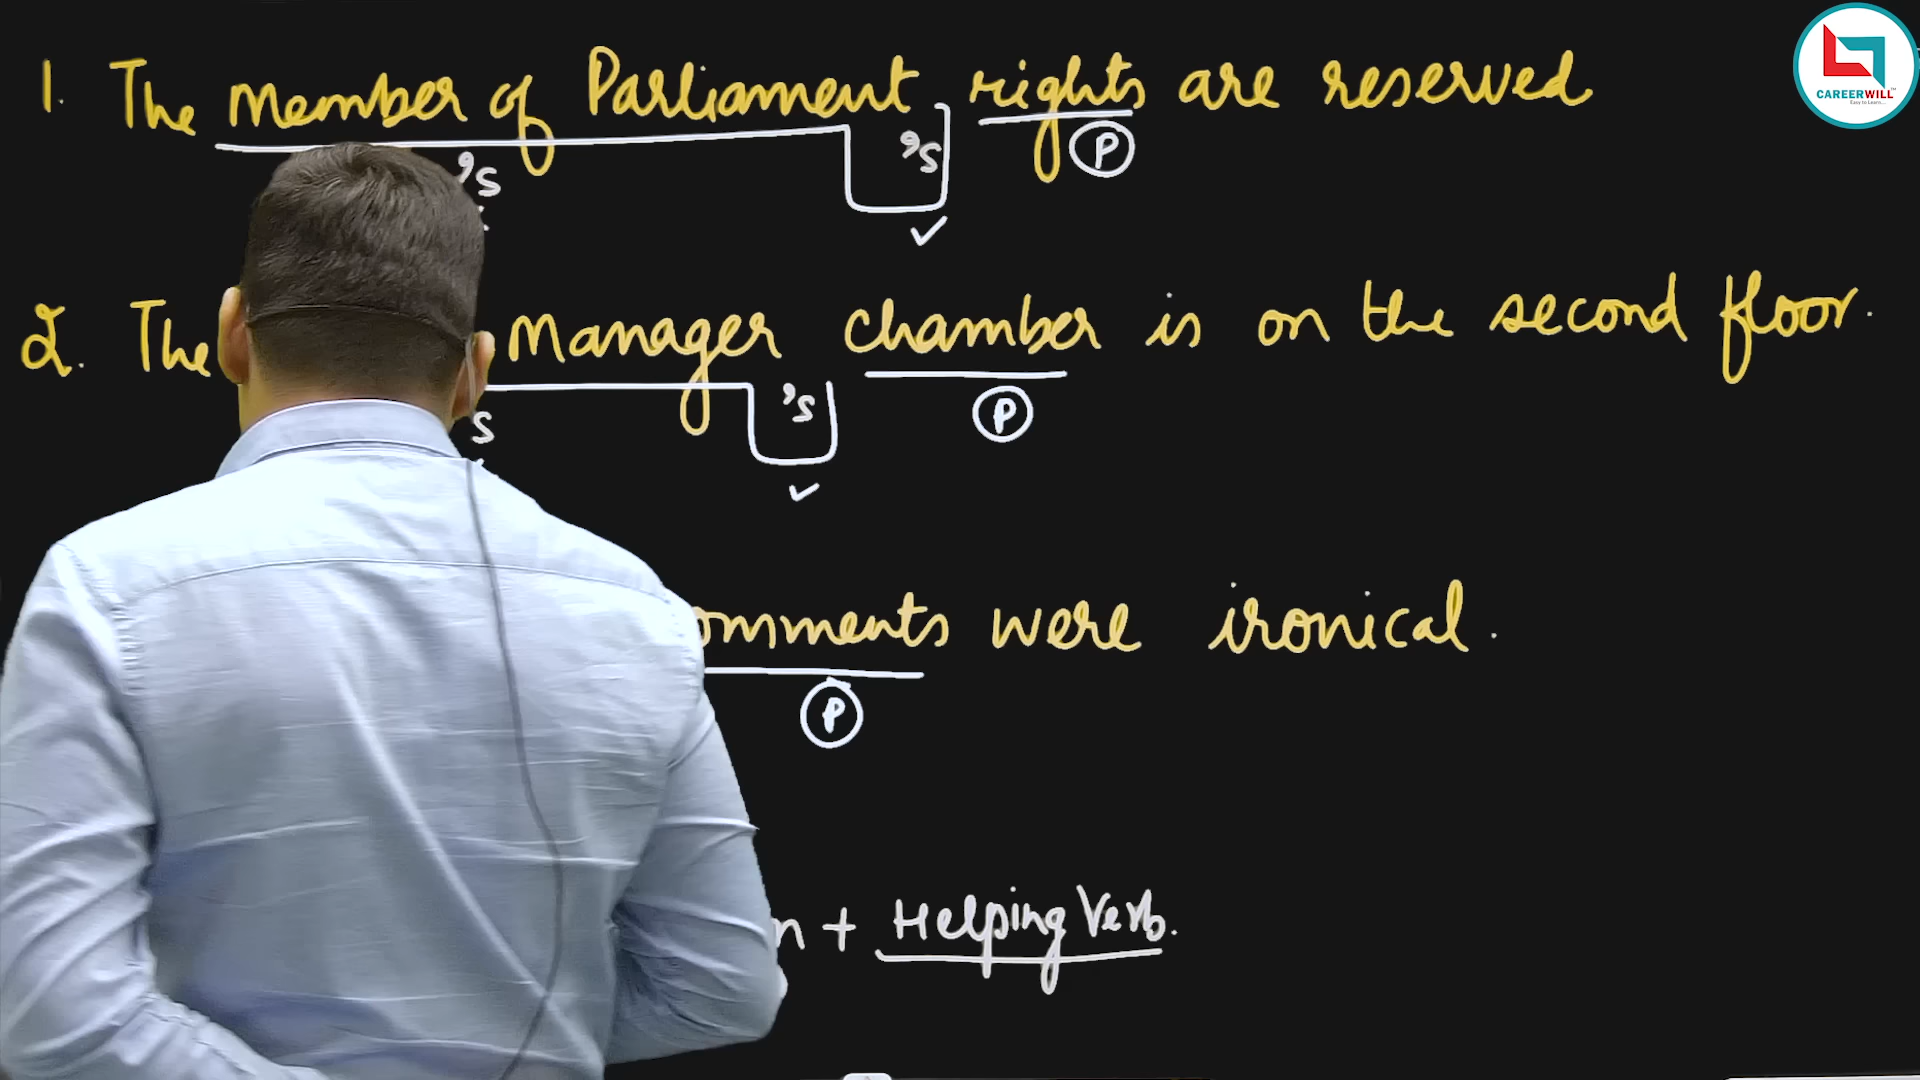 1. The Member of Parliament rights are reserved
's 's P
CAREERWILL
2. The Manager chamber is on the second floor.
s 's P
omments were ironical.
P
n + Helping Verb.